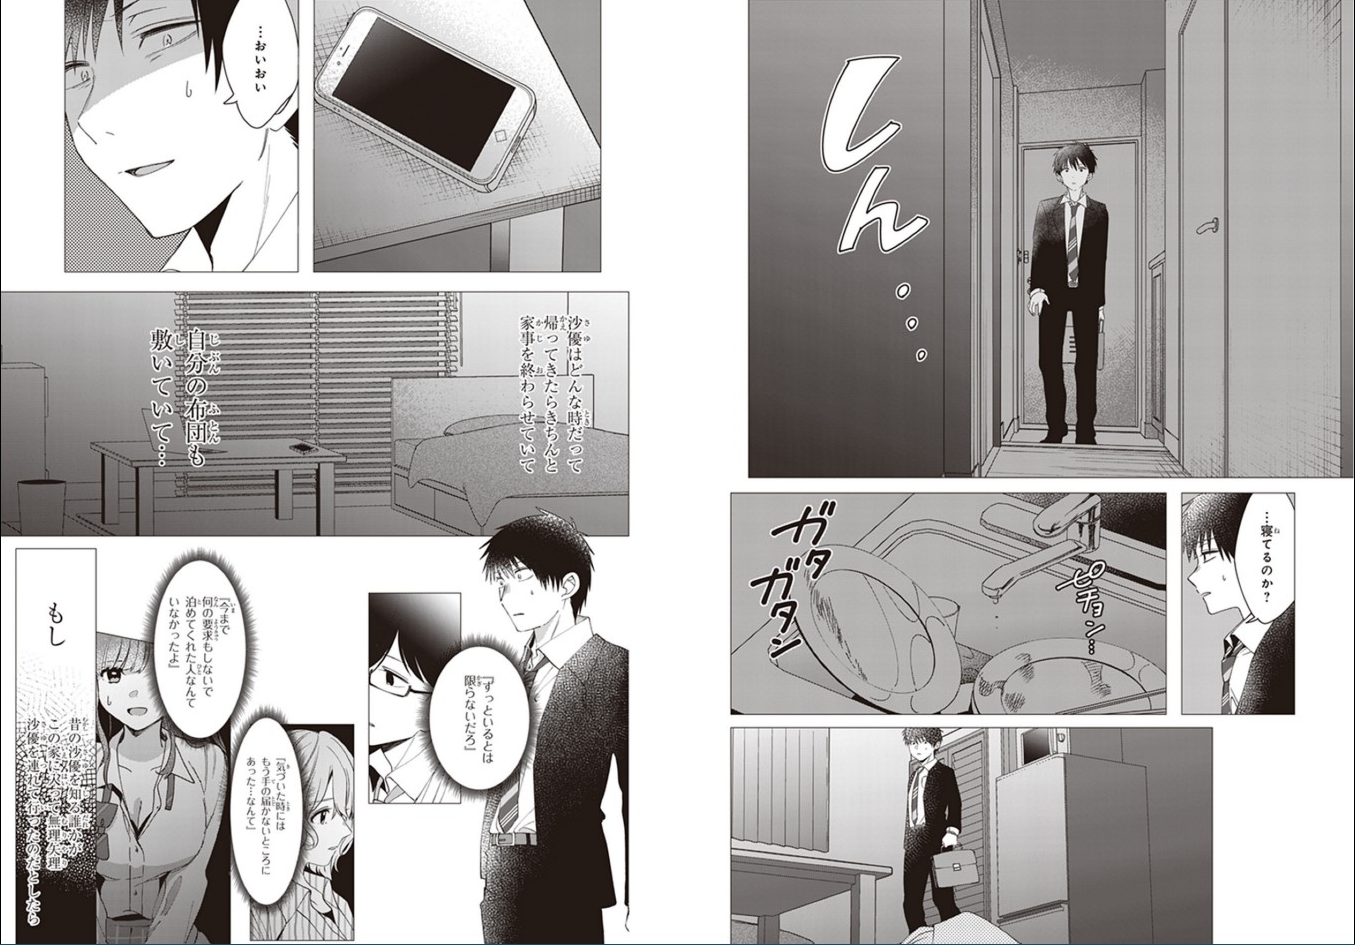 しん・・・
…寝てるのか?
ピチョン…
ガタ
ガタン
…おいおい
沙優はどんな時だって
帰ってきたらきちんと
家事を終わらせていて
自分の布団も
敷いていて…
『ずっといるとは
限らないだろ』
『気づいた時には
もう手の届かないところに
あった…なんて』
『今まで
何の要求もしないで
泊めてくれた人なんて
いなかったよ』
もし
昔の沙優を知る誰かが
この家に入って無理矢理
沙優を連れて行ったのだとしたら